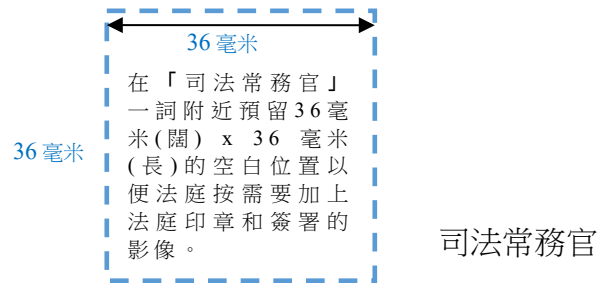 36 毫米
在「司法常務官」
一詞附近預留36毫
米(闊) x 36 毫米
(長)的空白位置以
便法庭按需要加上
法庭印章和簽署的
影像。
36 毫米
司法常務官